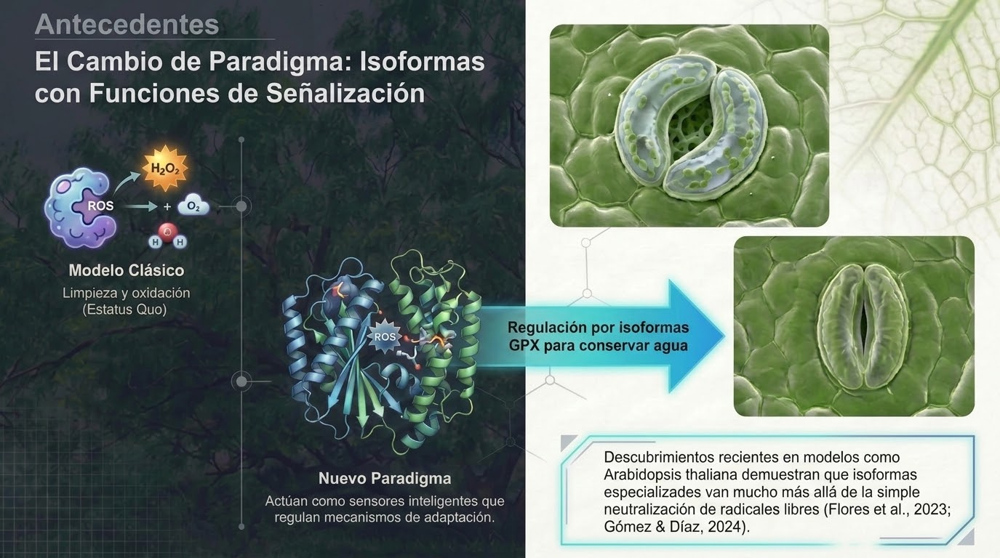 Antecedentes
El Cambio de Paradigma: Isoformas
con Funciones de Señalización
H₂O₂
ROS
+
O₂
H H
Modelo Clásico
Limpieza y oxidación
(Estatus Quo)
ROS
Nuevo Paradigma
Actúan como sensores inteligentes que
regulan mecanismos de adaptación.
Regulación por isoformas
GPX para conservar agua
Descubrimientos recientes en modelos como
Arabidopsis thaliana demuestran que isoformas
especializadas van mucho más allá de la simple
neutralización de radicales libres (Flores et al., 2023;
Gómez & Díaz, 2024).